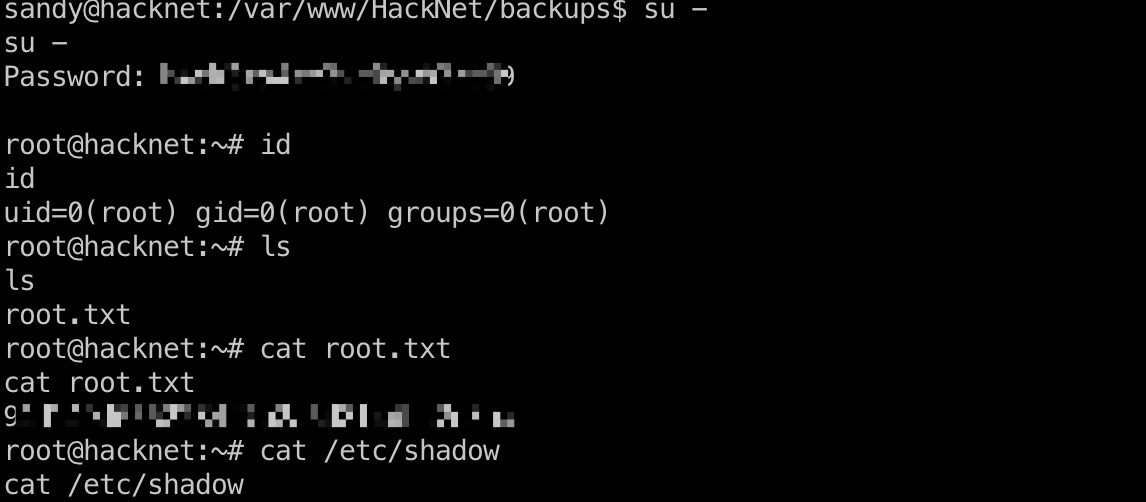 sandy@hacknet:/var/www/HackNet/backups$ su -
su -
Password:
root@hacknet:~# id
id
uid=0(root) gid=0(root) groups=0(root)
root@hacknet:~# ls
ls
root.txt
root@hacknet:~# cat root.txt
cat root.txt
root@hacknet:~# cat /etc/shadow
cat /etc/shadow